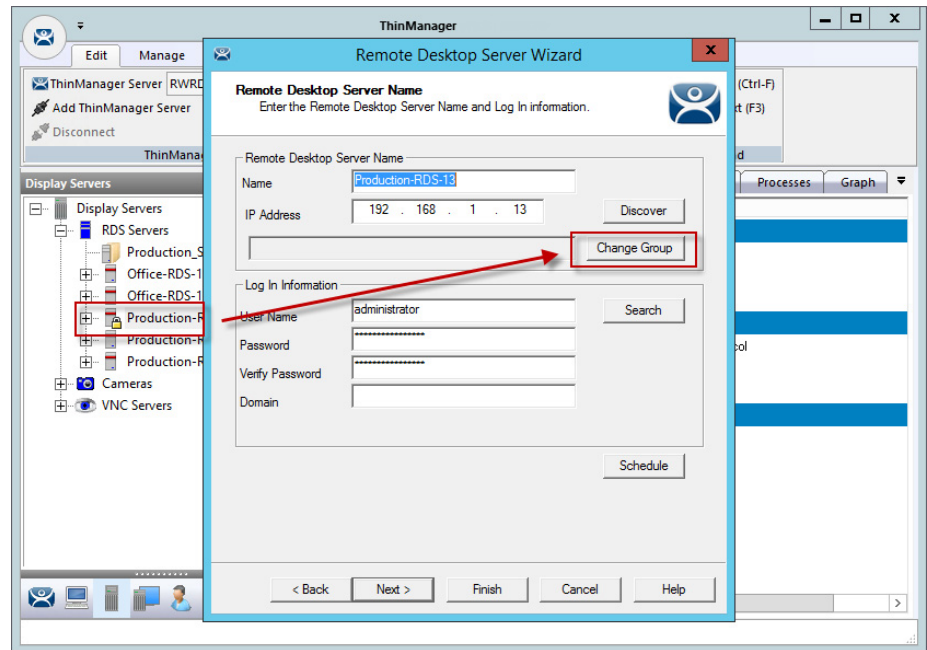 ThinManager
Edit Manage
ThinManager Server RWRD
Add ThinManager Server
Disconnect
ThinMana
(Ctrl-F)
xt (F3)
d
Display Servers
Processes Graph
Display Servers
RDS Servers
Production_S
Office-RDS-1
Office-RDS-1
Production-R
Production-R
Production-R
Cameras
VNC Servers
col
Remote Desktop Server Wizard
x
Remote Desktop Server Name
Enter the Remote Desktop Server Name and Log In information.
Remote Desktop Server Name
Name Production-RDS-13
IP Address 192 . 168 . 1 . 13 Discover
Change Group
Log In Information
User Name administrator Search
Password ****************
Verify Password ****************
Domain
Schedule
< Back Next > Finish Cancel Help